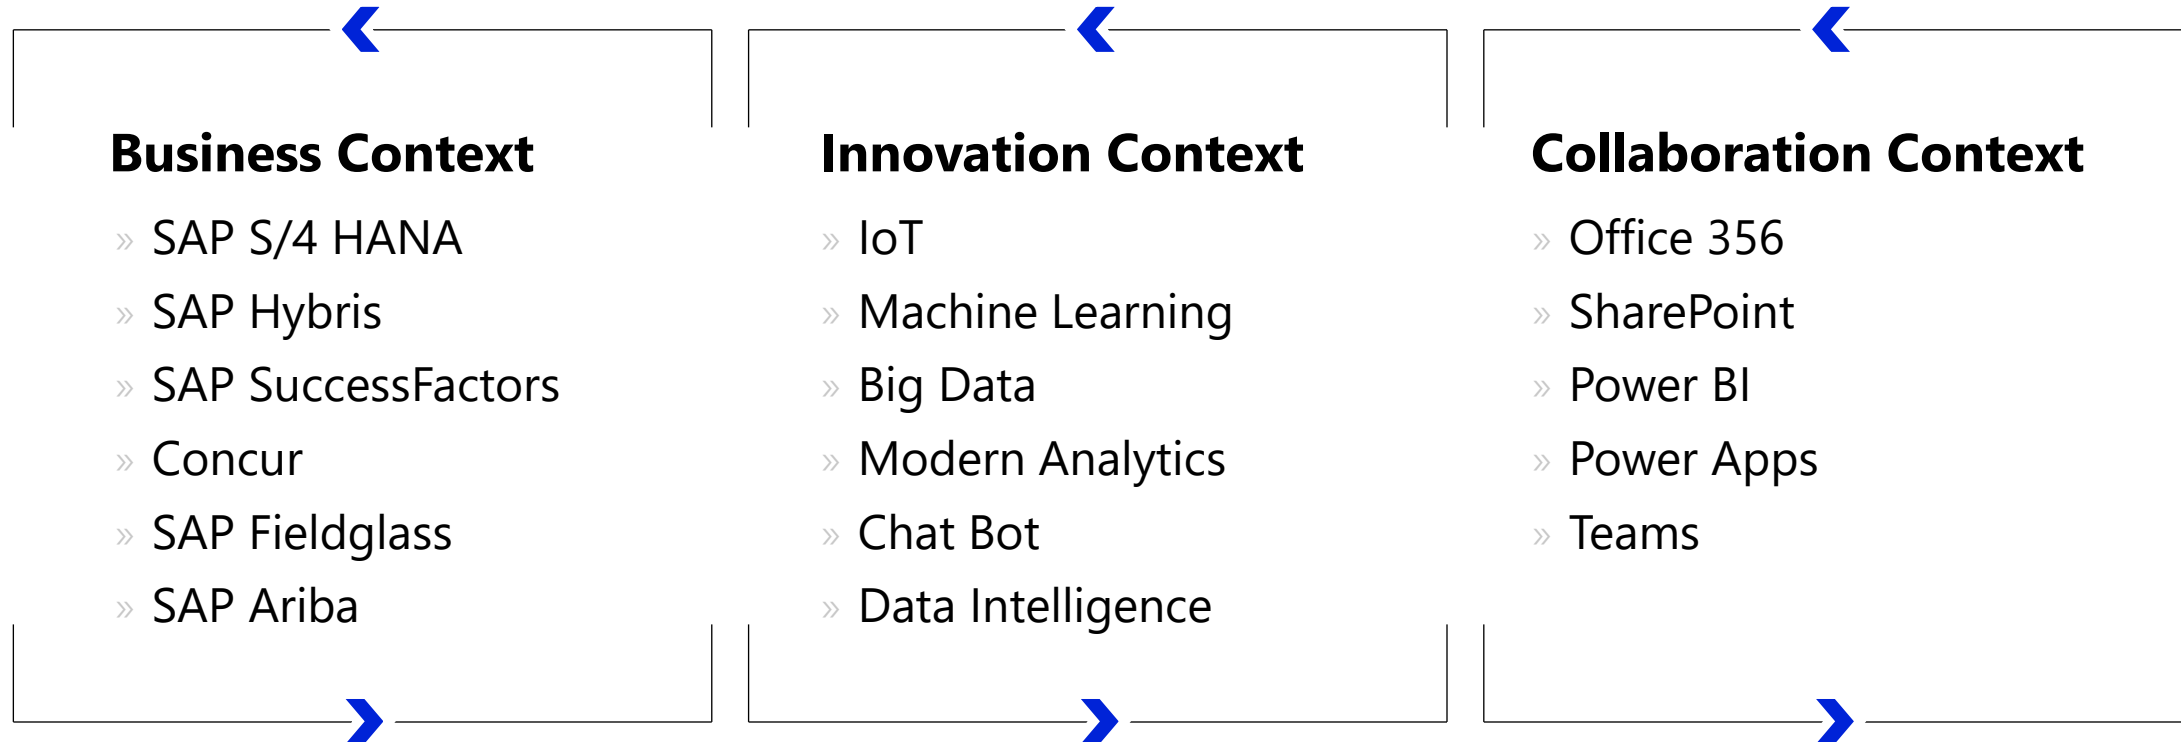 Business Context
» SAP S/4 HANA
» SAP Hybris
» SAP SuccessFactors
» Concur
» SAP Fieldglass
» SAP Ariba
Innovation Context
» IoT
» Machine Learning
» Big Data
» Modern Analytics
» Chat Bot
» Data Intelligence
Collaboration Context
» Office 356
» SharePoint
» Power BI
» Power Apps
» Teams